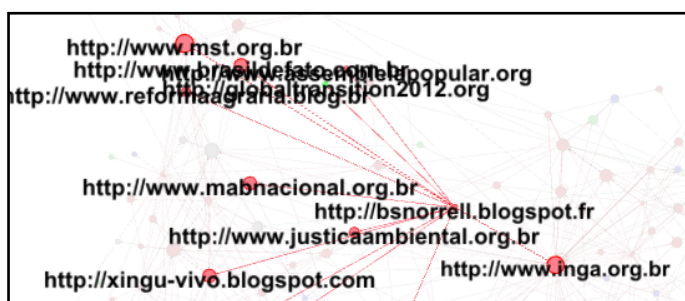 http://www.mst.org.br
http://www.brasildefato.com.br
http://www.assembleiapopular.org
http://globaltransition2012.org
http://www.reformaagraria.blog.br
http://www.mabnacional.org.br
http://bsnorrell.blogspot.fr
http://www.justicaambiental.org.br
http://www.inga.org.br
http://xingu-vivo.blogspot.com